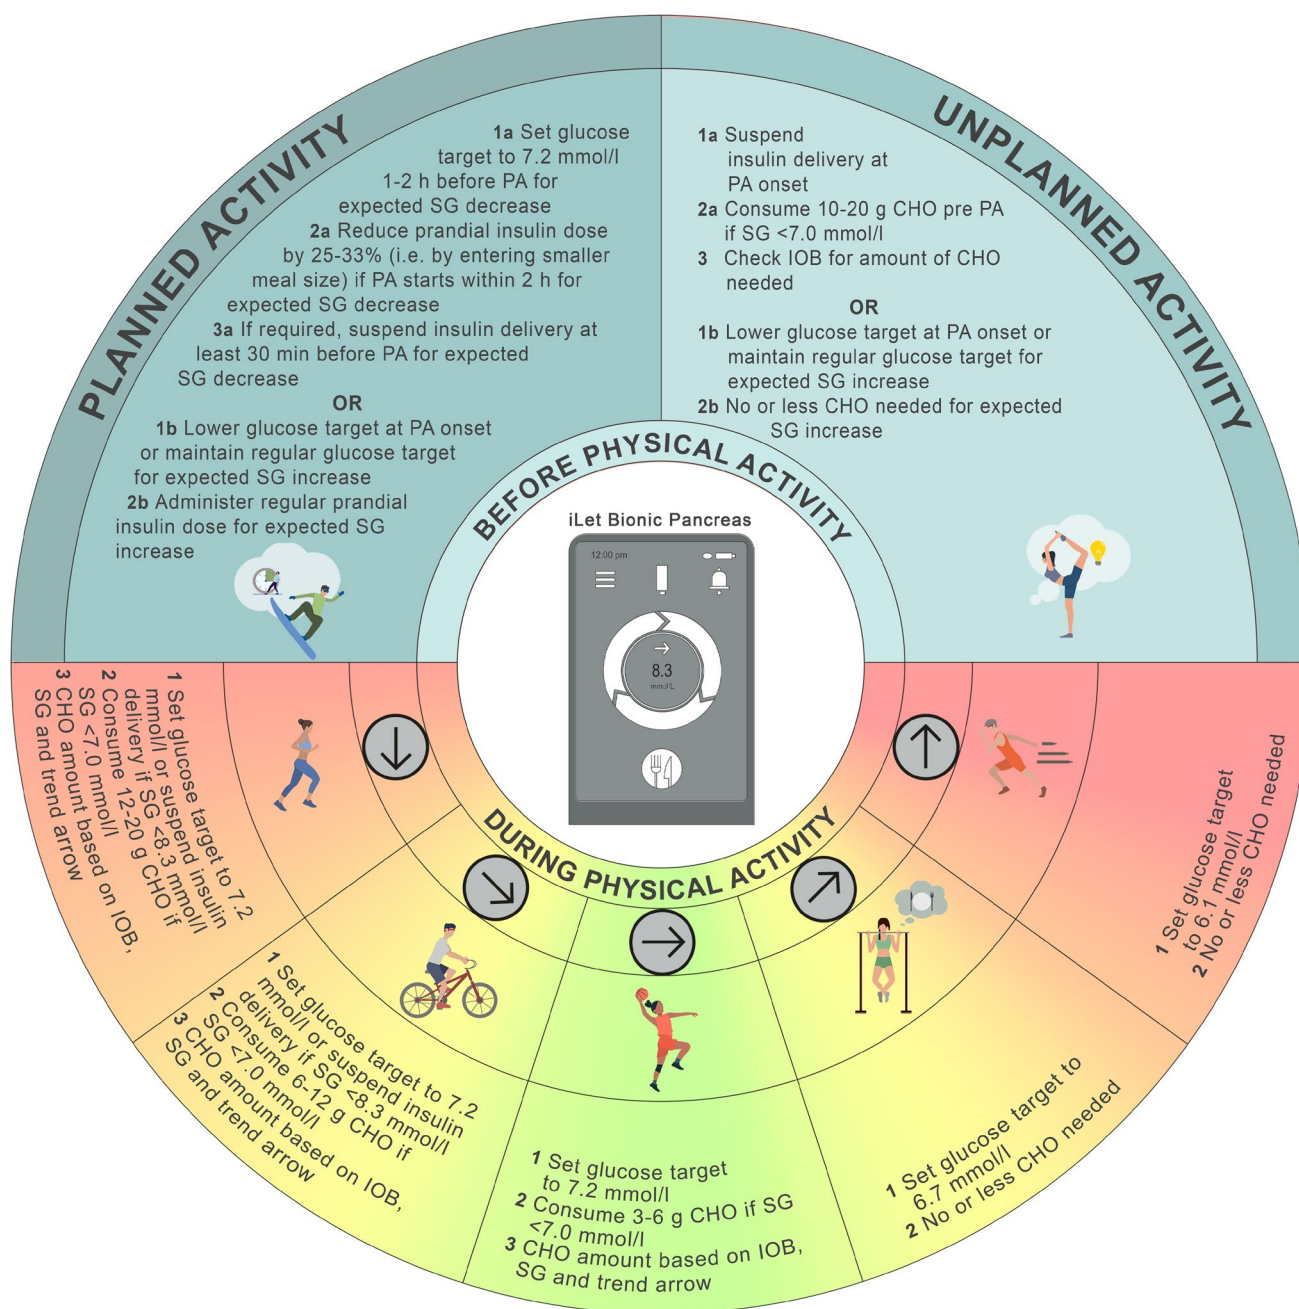 PLANNED ACTIVITY
1a Set glucose
target to 7.2 mmol/l
1-2 h before PA for
expected SG decrease
2a Reduce prandial insulin dose
by 25-33% (i.e. by entering smaller
meal size) if PA starts within 2 h for
expected SG decrease
3a If required, suspend insulin delivery at
least 30 min before PA for expected
SG decrease
OR
1b Lower glucose target at PA onset
or maintain regular glucose target
for expected SG increase
2b Administer regular prandial
insulin dose for expected SG
increase
UNPLANNED ACTIVITY
1a Suspend
insulin delivery at
PA onset
2a Consume 10-20 g CHO pre PA
if SG <7.0 mmol/l
3 Check IOB for amount of CHO
needed
OR
1b Lower glucose target at PA onset or
maintain regular glucose target for
expected SG increase
2b No or less CHO needed for expected
SG increase
BEFORE PHYSICAL ACTIVITY
iLet Bionic Pancreas
12:00 pm
8.3
mmol/L
DURING PHYSICAL ACTIVITY
1 Set glucose target to 7.2
mmol/l or suspend insulin
delivery if SG <8.3 mmol/l
2 Consume 12-20 g CHO if
SG <7.0 mmol/l
3 CHO amount based on IOB,
SG and trend arrow
1 Set glucose target to 7.2
mmol/l or suspend insulin
delivery if SG <8.3 mmol/l
2 Consume 6-12 g CHO if
SG <7.0 mmol/l
3 CHO amount based on IOB,
SG and trend arrow
1 Set glucose target
to 7.2 mmol/l
2 Consume 3-6 g CHO if SG
<7.0 mmol/l
3 CHO amount based on IOB,
SG and trend arrow
1 Set glucose target to
6.7 mmol/l
2 No or less CHO needed
1 Set glucose target
to 6.1 mmol/l
2 No or less CHO needed